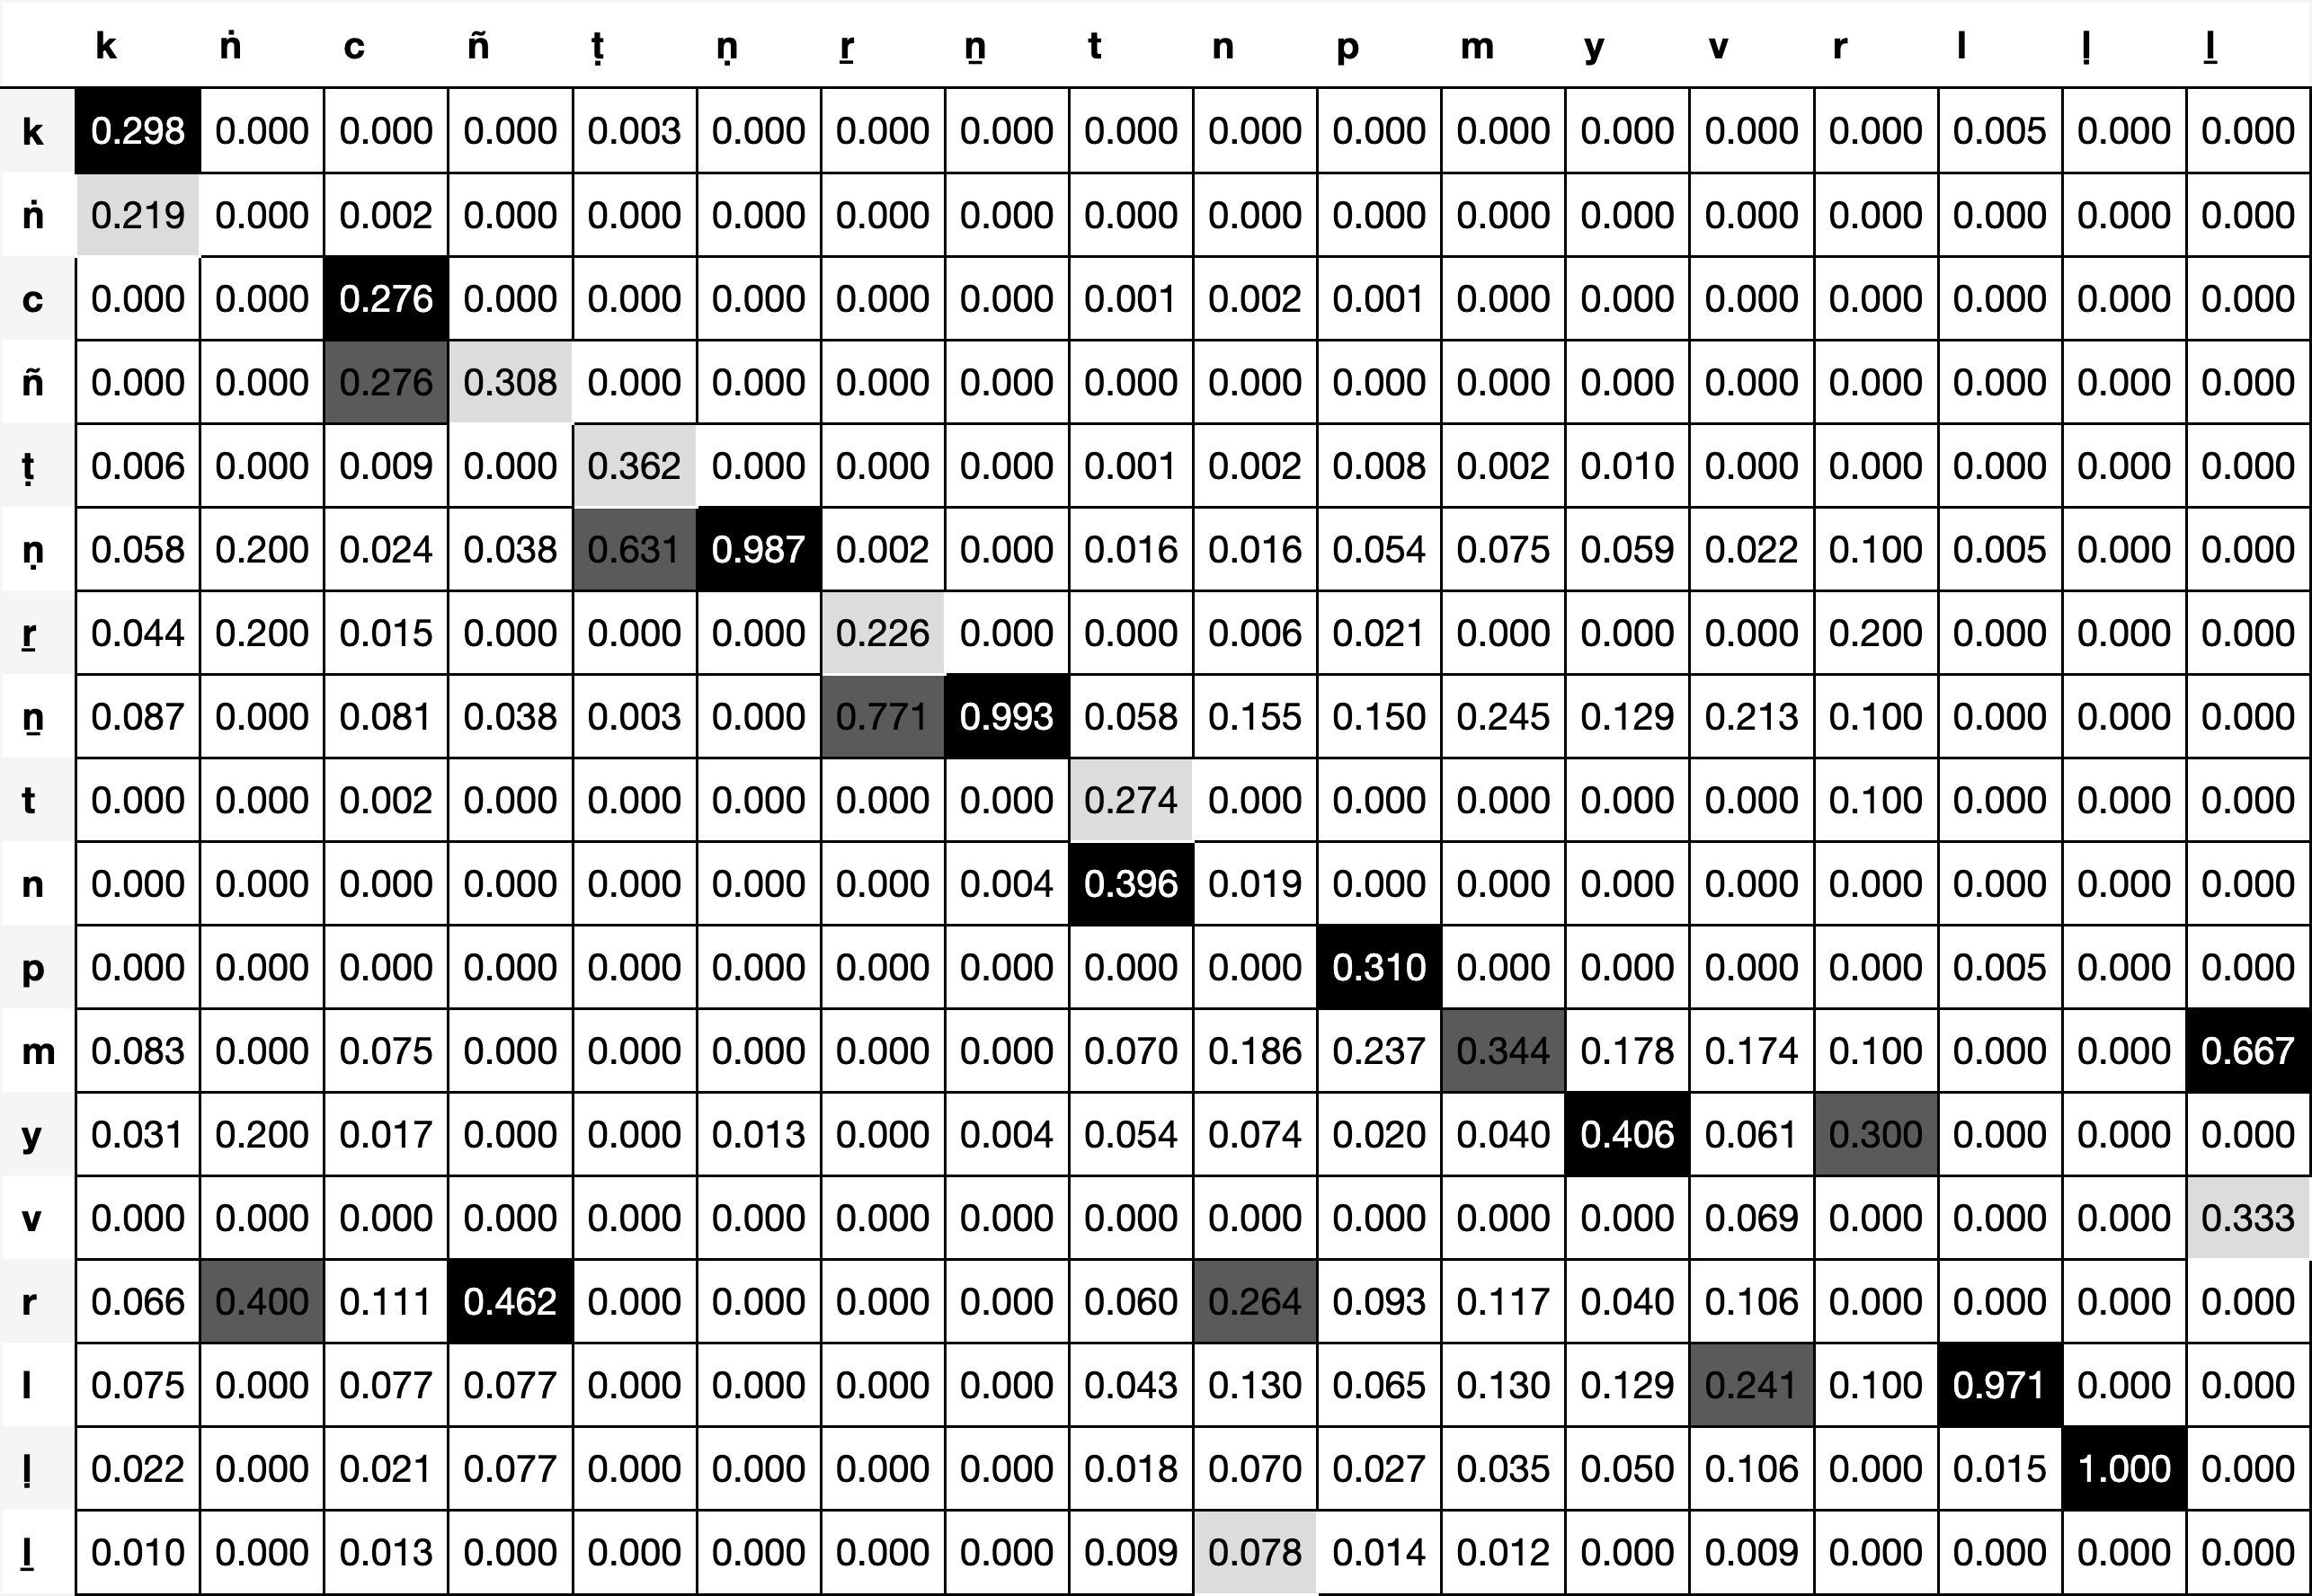 k ṅ c ñ ṭ ṇ ṟ ṉ t n p m y v r l ḷ ḻ
k 0.298 0.000 0.000 0.000 0.003 0.000 0.000 0.000 0.000 0.000 0.000 0.000 0.000 0.000 0.000 0.005 0.000 0.000
ṅ 0.219 0.000 0.002 0.000 0.000 0.000 0.000 0.000 0.000 0.000 0.000 0.000 0.000 0.000 0.000 0.000 0.000 0.000
c 0.000 0.000 0.276 0.000 0.000 0.000 0.000 0.000 0.001 0.002 0.001 0.000 0.000 0.000 0.000 0.000 0.000 0.000
ñ 0.000 0.000 0.276 0.308 0.000 0.000 0.000 0.000 0.000 0.000 0.000 0.000 0.000 0.000 0.000 0.000 0.000 0.000
ṭ 0.006 0.000 0.009 0.000 0.362 0.000 0.000 0.000 0.001 0.002 0.008 0.002 0.010 0.000 0.000 0.000 0.000 0.000
ṇ 0.058 0.200 0.024 0.038 0.631 0.987 0.002 0.000 0.016 0.016 0.054 0.075 0.059 0.022 0.100 0.005 0.000 0.000
ṟ 0.044 0.200 0.015 0.000 0.000 0.000 0.226 0.000 0.000 0.006 0.021 0.000 0.000 0.000 0.200 0.000 0.000 0.000
ṉ 0.087 0.000 0.081 0.038 0.003 0.000 0.771 0.993 0.058 0.155 0.150 0.245 0.129 0.213 0.100 0.000 0.000 0.000
t 0.000 0.000 0.002 0.000 0.000 0.000 0.000 0.000 0.274 0.000 0.000 0.000 0.000 0.000 0.100 0.000 0.000 0.000
n 0.000 0.000 0.000 0.000 0.000 0.000 0.000 0.004 0.396 0.019 0.000 0.000 0.000 0.000 0.000 0.000 0.000 0.000
p 0.000 0.000 0.000 0.000 0.000 0.000 0.000 0.000 0.000 0.000 0.310 0.000 0.000 0.000 0.000 0.005 0.000 0.000
m 0.083 0.000 0.075 0.000 0.000 0.000 0.000 0.000 0.070 0.186 0.237 0.344 0.178 0.174 0.100 0.000 0.000 0.667
y 0.031 0.200 0.017 0.000 0.000 0.013 0.000 0.004 0.054 0.074 0.020 0.040 0.406 0.061 0.300 0.000 0.000 0.000
v 0.000 0.000 0.000 0.000 0.000 0.000 0.000 0.000 0.000 0.000 0.000 0.000 0.000 0.069 0.000 0.000 0.000 0.333
r 0.066 0.400 0.111 0.462 0.000 0.000 0.000 0.000 0.060 0.264 0.093 0.117 0.040 0.106 0.000 0.000 0.000 0.000
l 0.075 0.000 0.077 0.077 0.000 0.000 0.000 0.000 0.043 0.130 0.065 0.130 0.129 0.241 0.100 0.971 0.000 0.000
ḷ 0.022 0.000 0.021 0.077 0.000 0.000 0.000 0.000 0.018 0.070 0.027 0.035 0.050 0.106 0.000 0.015 1.000 0.000
ḻ 0.010 0.000 0.013 0.000 0.000 0.000 0.000 0.000 0.009 0.078 0.014 0.012 0.000 0.009 0.000 0.000 0.000 0.000